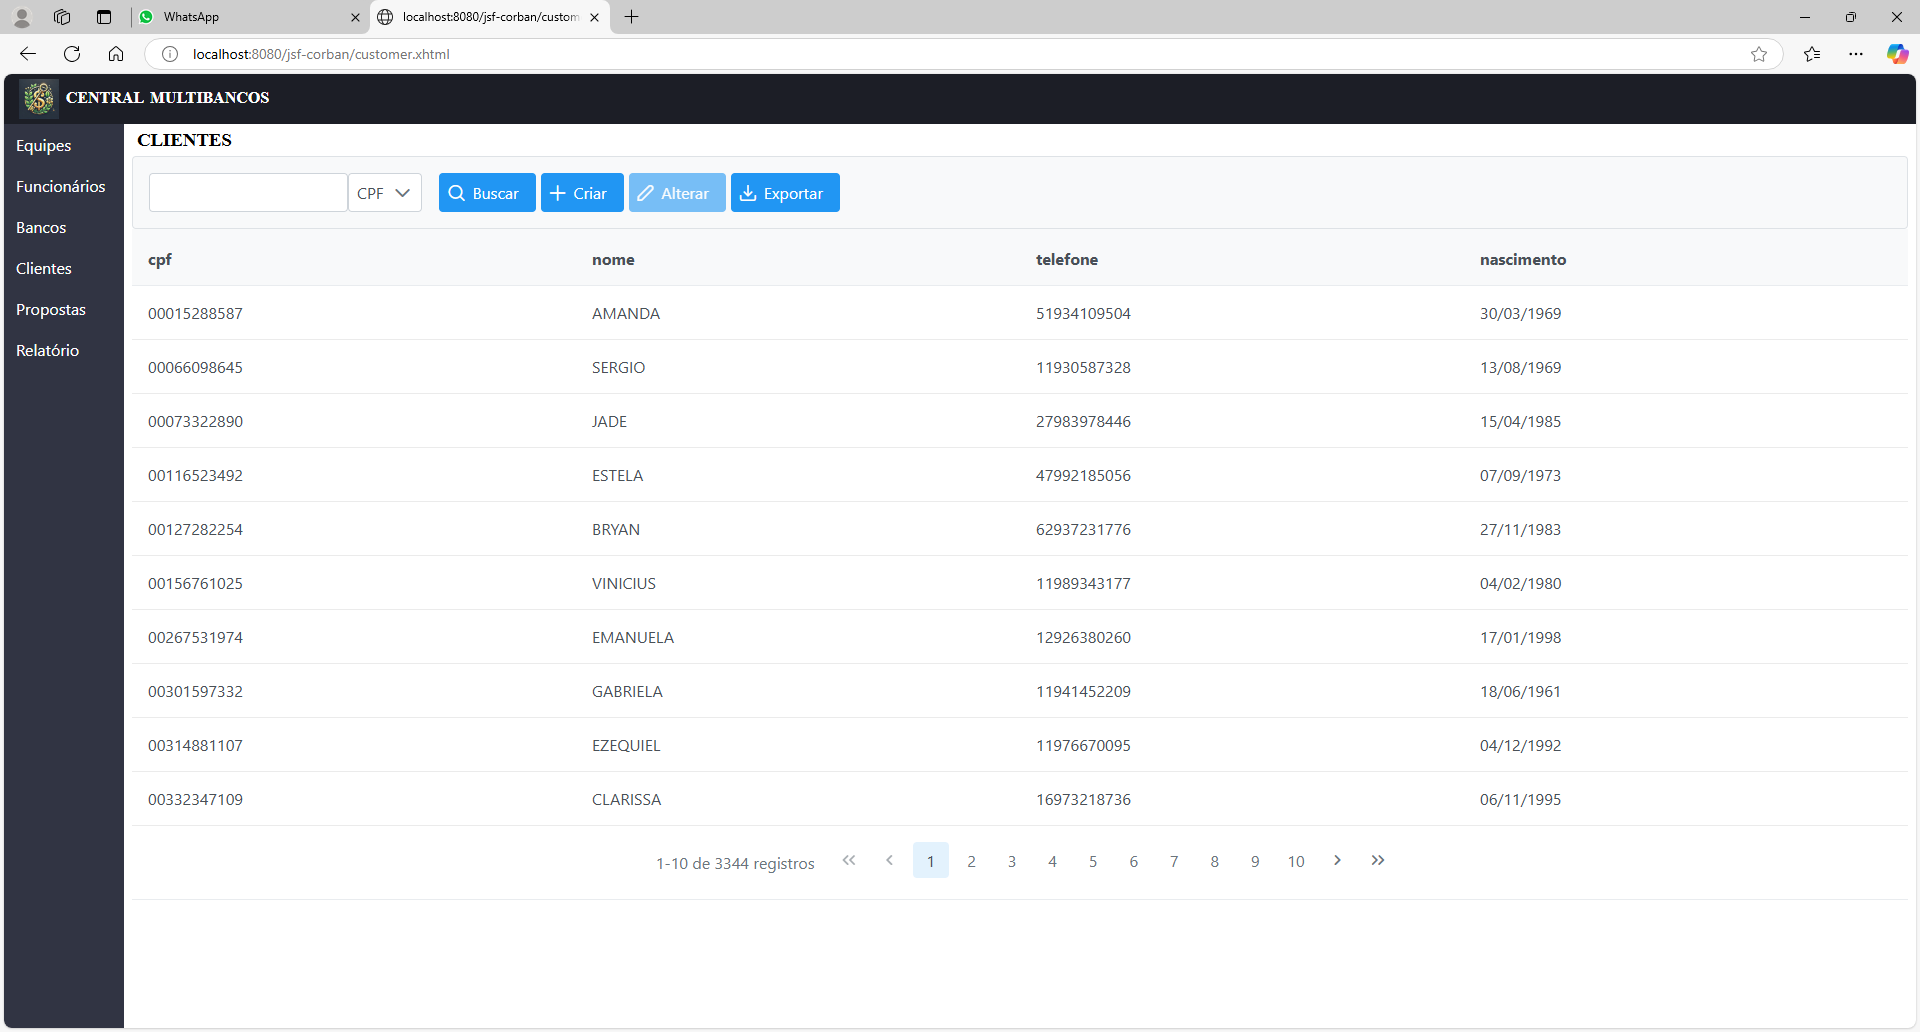 WhatsApp
localhost:8080/jsf-corban/custom
localhost:8080/jsf-corban/customer.xhtml
CENTRAL MULTIBANCOS
Equipes
Funcionários
Bancos
Clientes
Propostas
Relatório
CLIENTES
CPF Buscar Criar Alterar Exportar
cpf nome telefone nascimento
00015288587 AMANDA 51934109504 30/03/1969
00066098645 SERGIO 11930587328 13/08/1969
00073322890 JADE 27983978446 15/04/1985
00116523492 ESTELA 47992185056 07/09/1973
00127282254 BRYAN 62937231776 27/11/1983
00156761025 VINICIUS 11989343177 04/02/1980
00267531974 EMANUELA 12926380260 17/01/1998
00301597332 GABRIELA 11941452209 18/06/1961
00314881107 EZEQUIEL 11976670095 04/12/1992
00332347109 CLARISSA 16973218736 06/11/1995
1-10 de 3344 registros 1 2 3 4 5 6 7 8 9 10